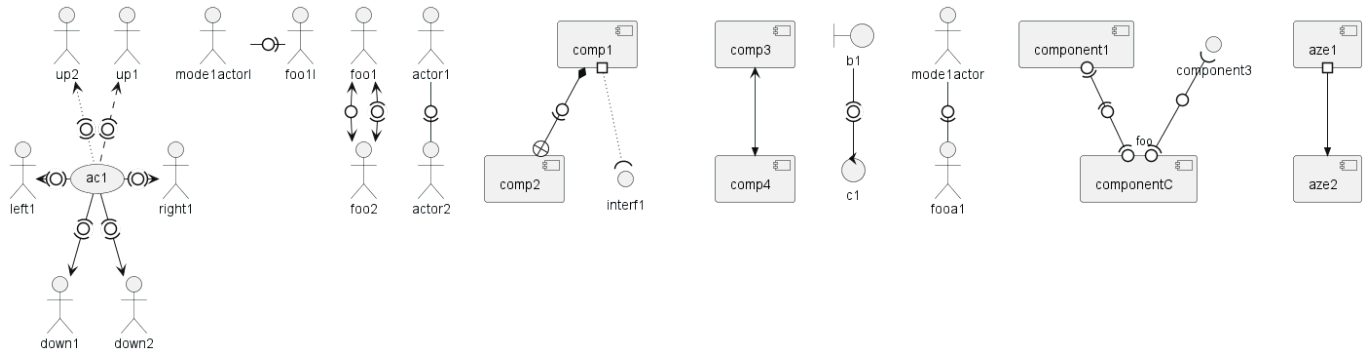 up2
up1
mode1actorl
foo1l
foo1
actor1
comp1
comp3
b1
mode1actor
component1
component3
aze1
left1
ac1
right1
foo2
actor2
comp2
interf1
comp4
c1
fooa1
foo
componentC
aze2
down1
down2